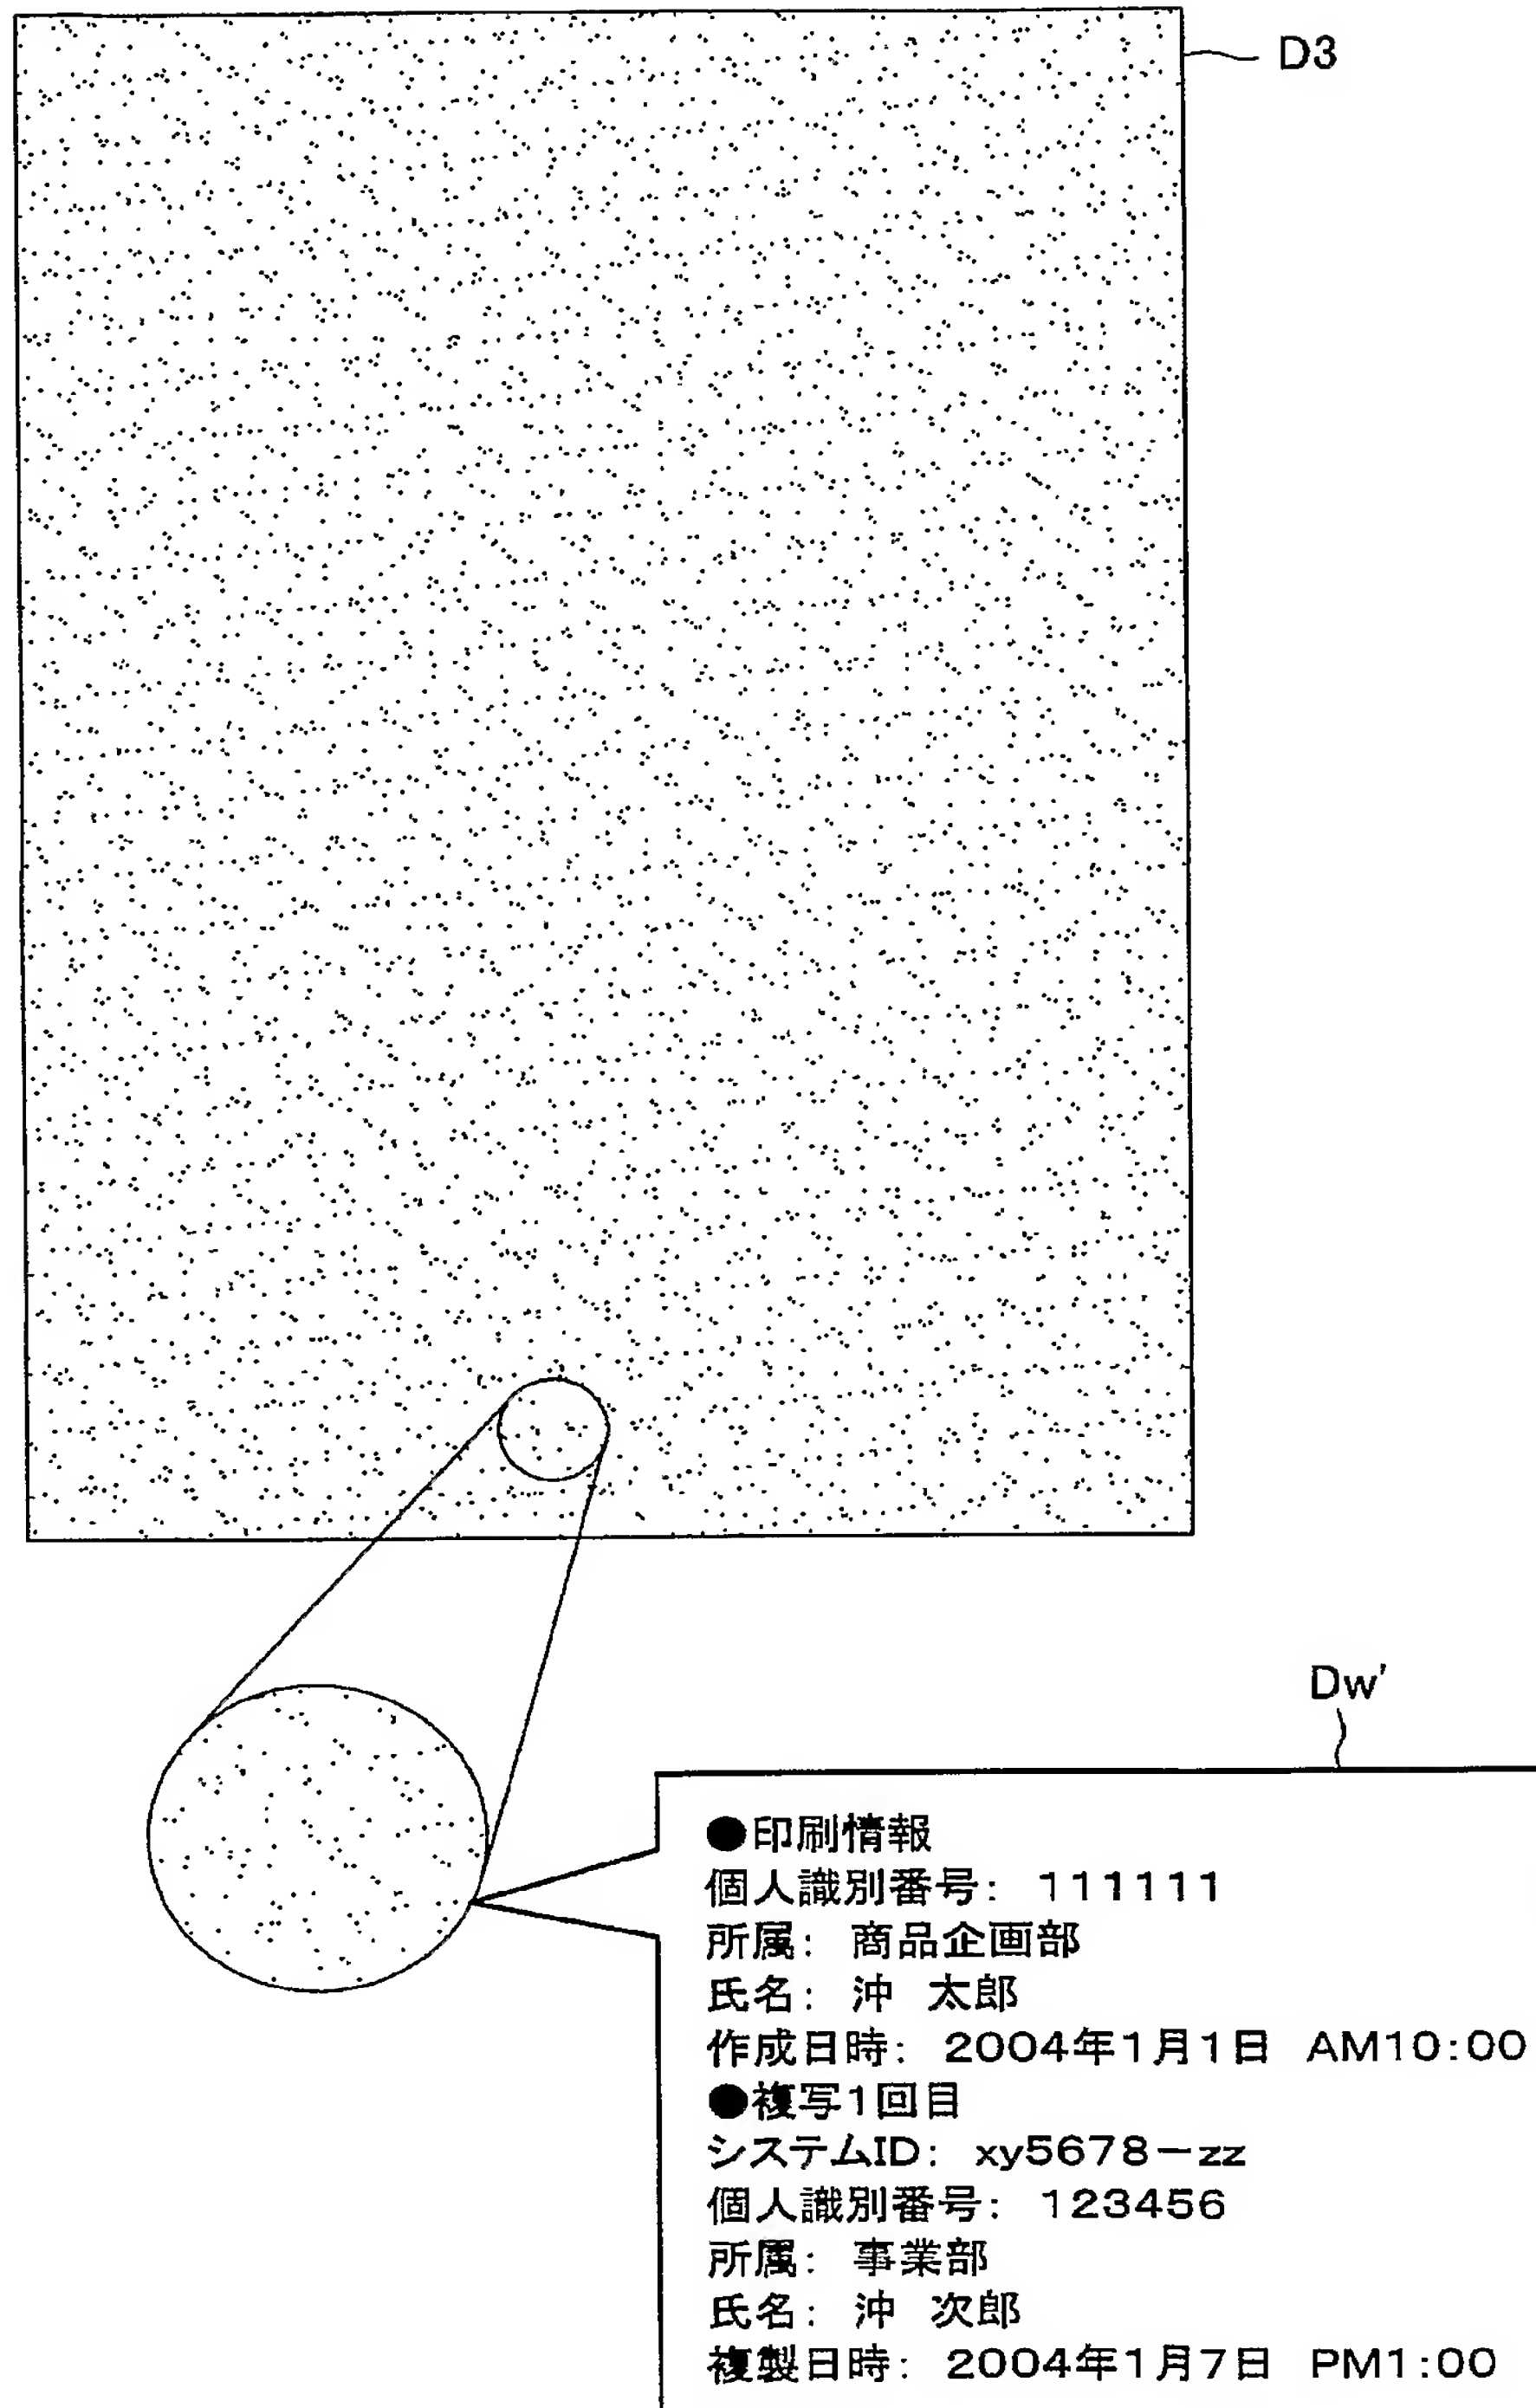 D3
Dw'
●印刷情報
個人識別番号: 111111
所属: 商品企画部
氏名: 沖 太郎
作成日時: 2004年1月1日 AM10:00
●複写1回目
システムID: xy5678-zz
個人識別番号: 123456
所属: 事業部
氏名: 沖 次郎
複製日時: 2004年1月7日 PM1:00